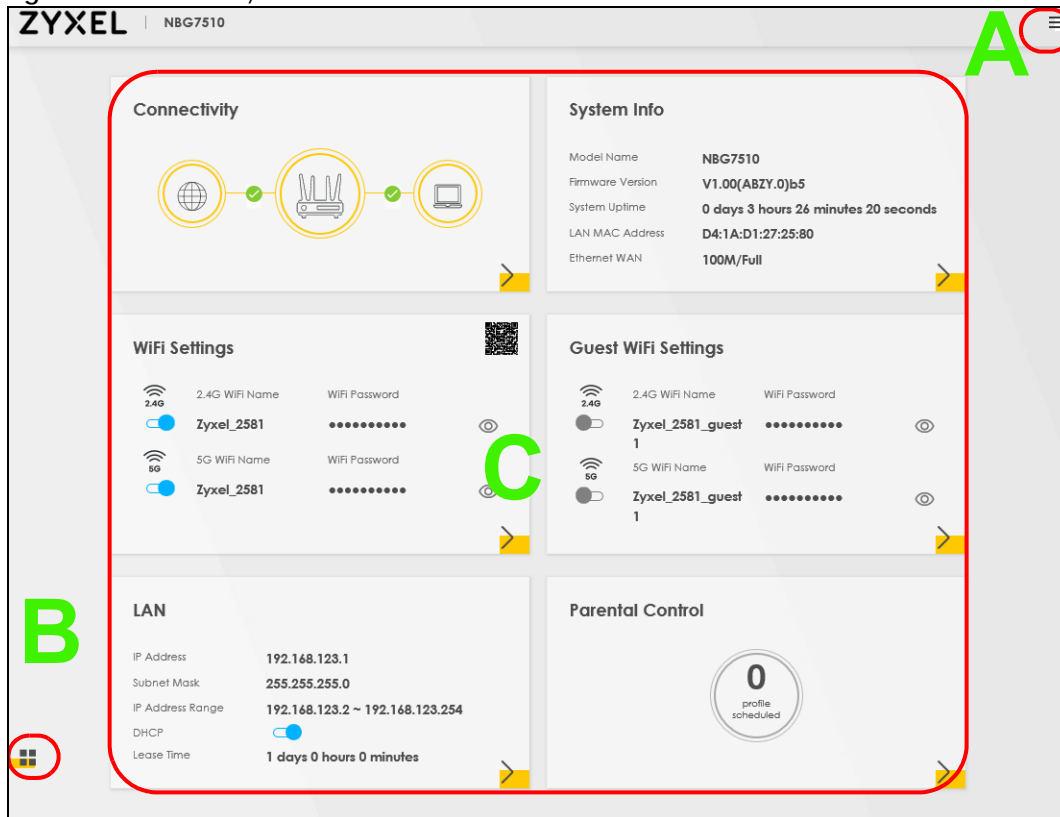 ZYXEL | NBG7510
A
Connectivity
System Info
Model Name NBG7510
Firmware Version V1.00(ABZY.0)b5
System Uptime 0 days 3 hours 26 minutes 20 seconds
LAN MAC Address D4:1A:D1:27:25:80
Ethernet WAN 100M/Full
WiFi Settings
2.4G
2.4G WiFi Name WiFi Password
Zyxel_2581 ••••••••••
5G
5G WiFi Name WiFi Password
Zyxel_2581 ••••••••••
C
Guest WiFi Settings
2.4G
2.4G WiFi Name WiFi Password
Zyxel_2581_guest ••••••••••
1
5G
5G WiFi Name WiFi Password
Zyxel_2581_guest ••••••••••
1
B
LAN
IP Address 192.168.123.1
Subnet Mask 255.255.255.0
IP Address Range 192.168.123.2 ~ 192.168.123.254
DHCP
Lease Time 1 days 0 hours 0 minutes
Parental Control
0
profile
scheduled